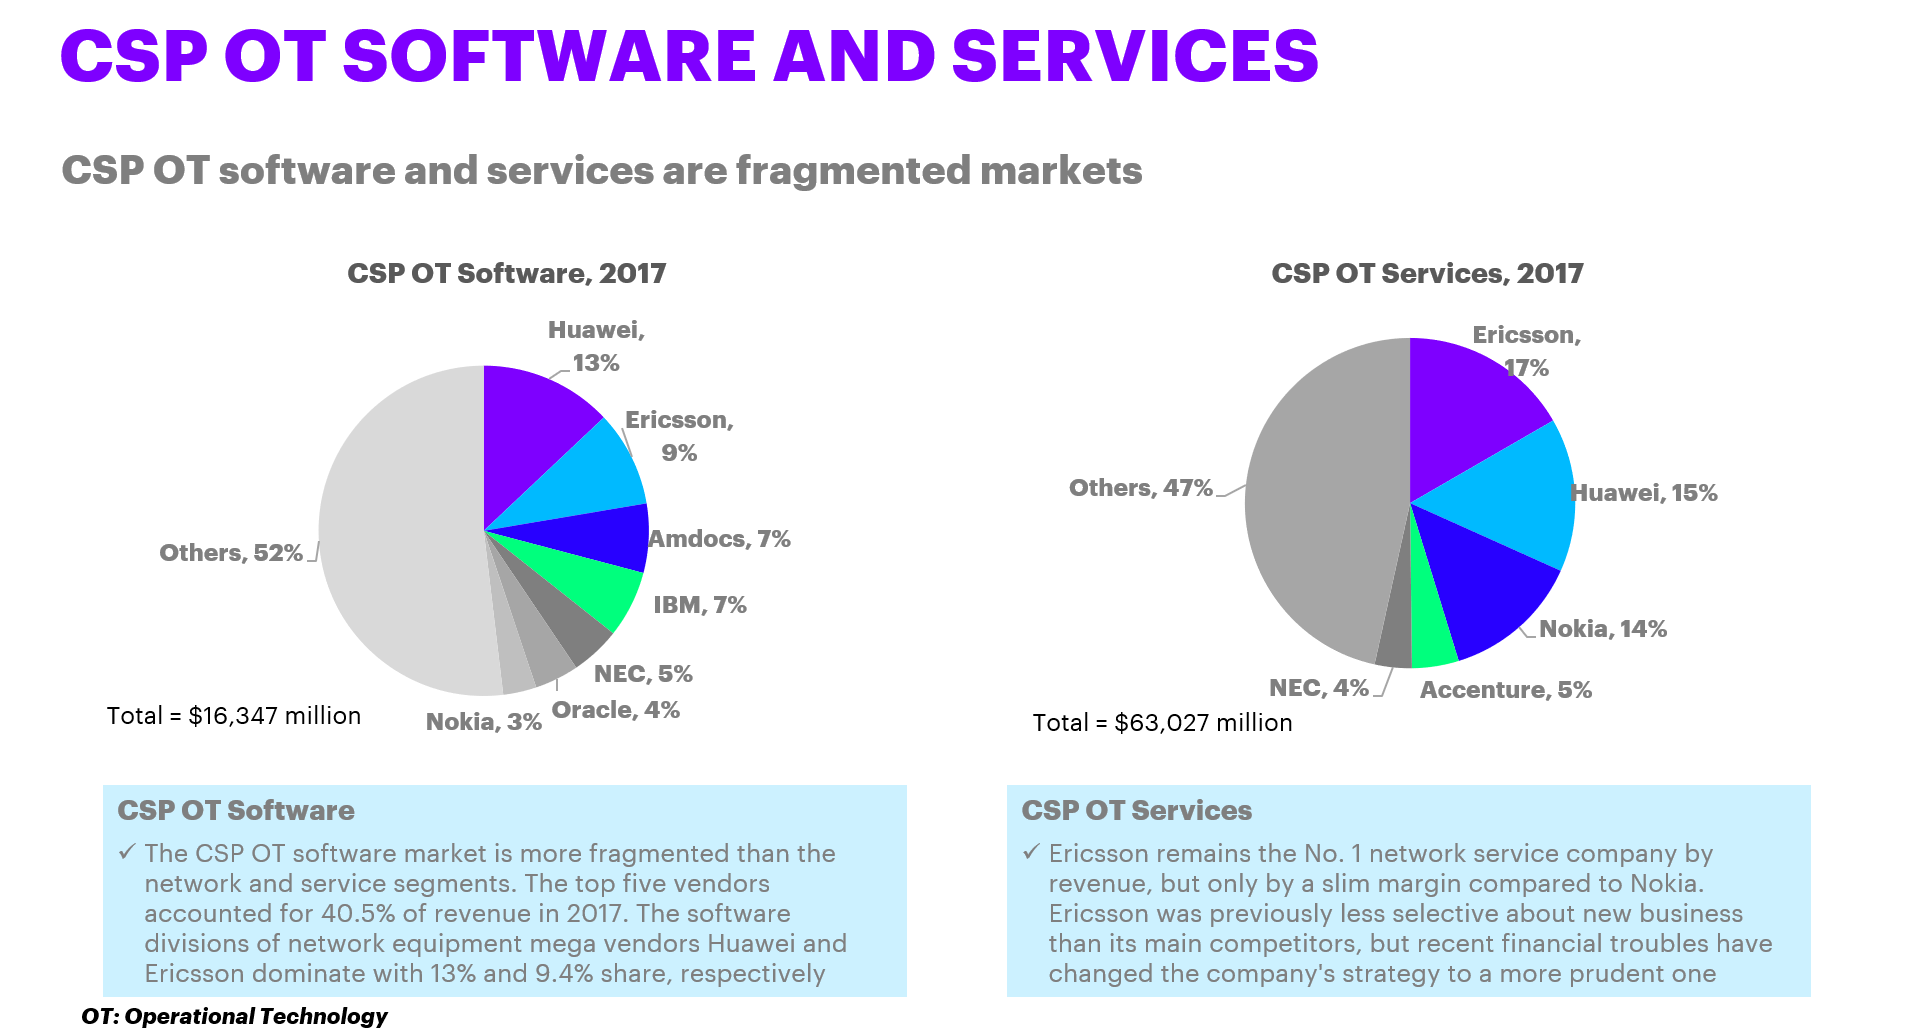 CSP OT SOFTWARE AND SERVICES
CSP OT software and services are fragmented markets
CSP OT Software, 2017
Huawei,
13%
Ericsson,
9%
Amdocs, 7%
IBM, 7%
NEC, 5%
Oracle, 4%
Nokia, 3%
Others, 52%
Total = $16,347 million
CSP OT Services, 2017
Ericsson,
17%
Huawei, 15%
Nokia, 14%
Accenture, 5%
NEC, 4%
Others, 47%
Total = $63,027 million
CSP OT Software
✓ The CSP OT software market is more fragmented than the
network and service segments. The top five vendors
accounted for 40.5% of revenue in 2017. The software
divisions of network equipment mega vendors Huawei and
Ericsson dominate with 13% and 9.4% share, respectively
CSP OT Services
✓ Ericsson remains the No. 1 network service company by
revenue, but only by a slim margin compared to Nokia.
Ericsson was previously less selective about new business
than its main competitors, but recent financial troubles have
changed the company's strategy to a more prudent one
OT: Operational Technology